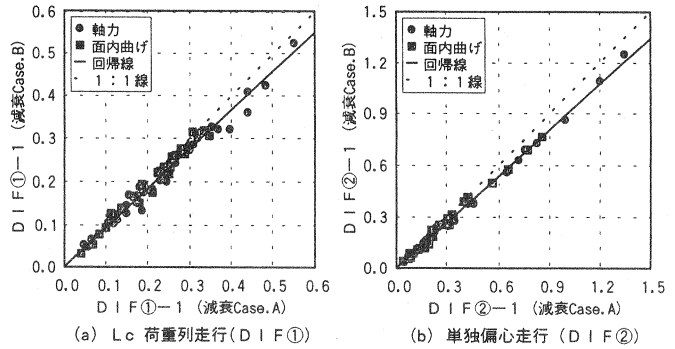 0.6
0.5
0.4
0.3
0.2
0.1
0.0
ＤＩＦ①－１ (減衰Case.B)
軸力
面内曲げ
回帰線
１：１線
0.0 0.1 0.2 0.3 0.4 0.5 0.6
ＤＩＦ①－１ (減衰Case.A)
(a) Lc 荷重列走行(ＤＩＦ①)
1.5
1.2
0.9
0.6
0.3
0.0
ＤＩＦ②－１ (減衰Case.B)
軸力
面内曲げ
回帰線
１：１線
0.0 0.3 0.6 0.9 1.2 1.5
ＤＩＦ②－１ (減衰Case.A)
(b) 単独偏心走行 (ＤＩＦ②)